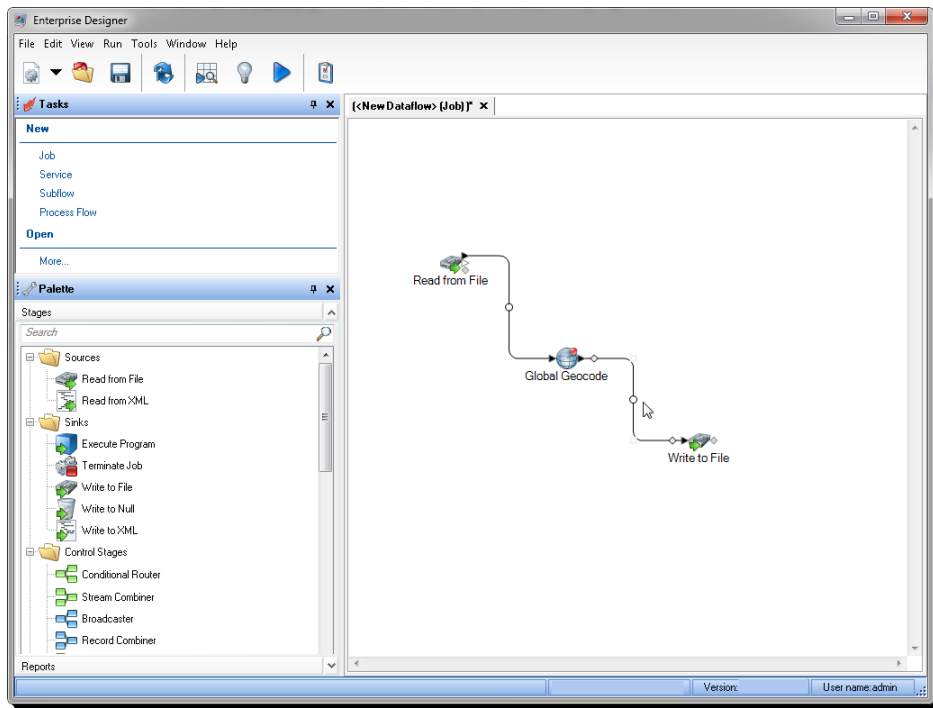 Enterprise Designer
File Edit View Run Tools Window Help
Tasks
New
Job
Service
Subflow
Process Flow
Open
More...
Palette
Stages
Search
Sources
Read from File
Read from XML
Sinks
Execute Program
Terminate Job
Write to File
Write to Null
Write to XML
Control Stages
Conditional Router
Stream Combiner
Broadcaster
Record Combiner
Reports
(<New Dataflow> (Job))*
Read from File
Global Geocode
Write to File
Version:
User name:admin